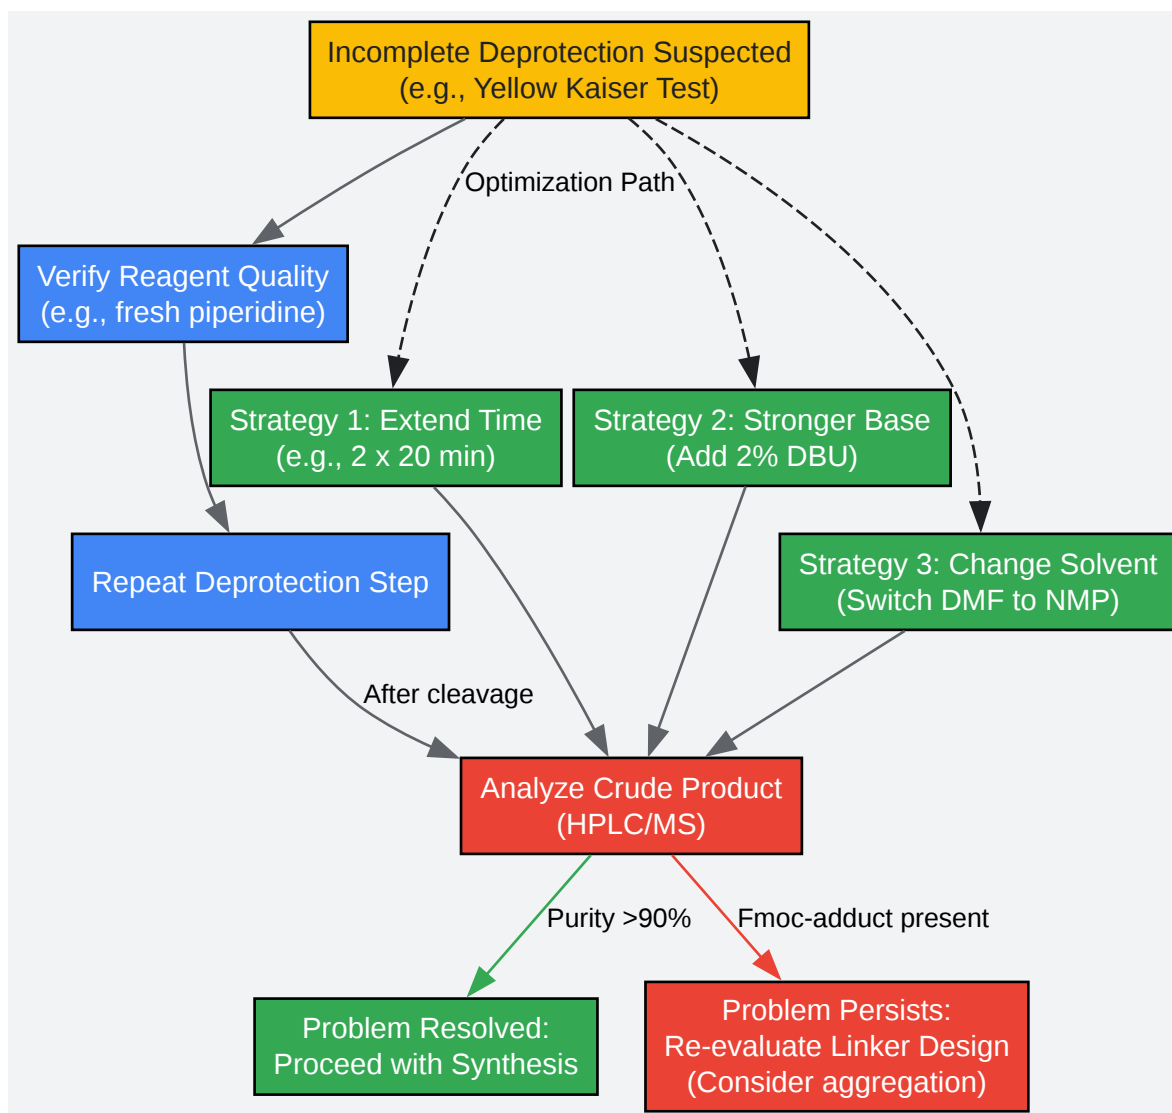 Incomplete Deprotection Suspected
(e.g., Yellow Kaiser Test)
Optimization Path
Verify Reagent Quality
(e.g., fresh piperidine)
Strategy 1: Extend Time
(e.g., 2 x 20 min)
Strategy 2: Stronger Base
(Add 2% DBU)
Repeat Deprotection Step
Strategy 3: Change Solvent
(Switch DMF to NMP)
After cleavage
Analyze Crude Product
(HPLC/MS)
Purity >90%
Fmoc-adduct present
Problem Resolved:
Proceed with Synthesis
Problem Persists:
Re-evaluate Linker Design
(Consider aggregation)